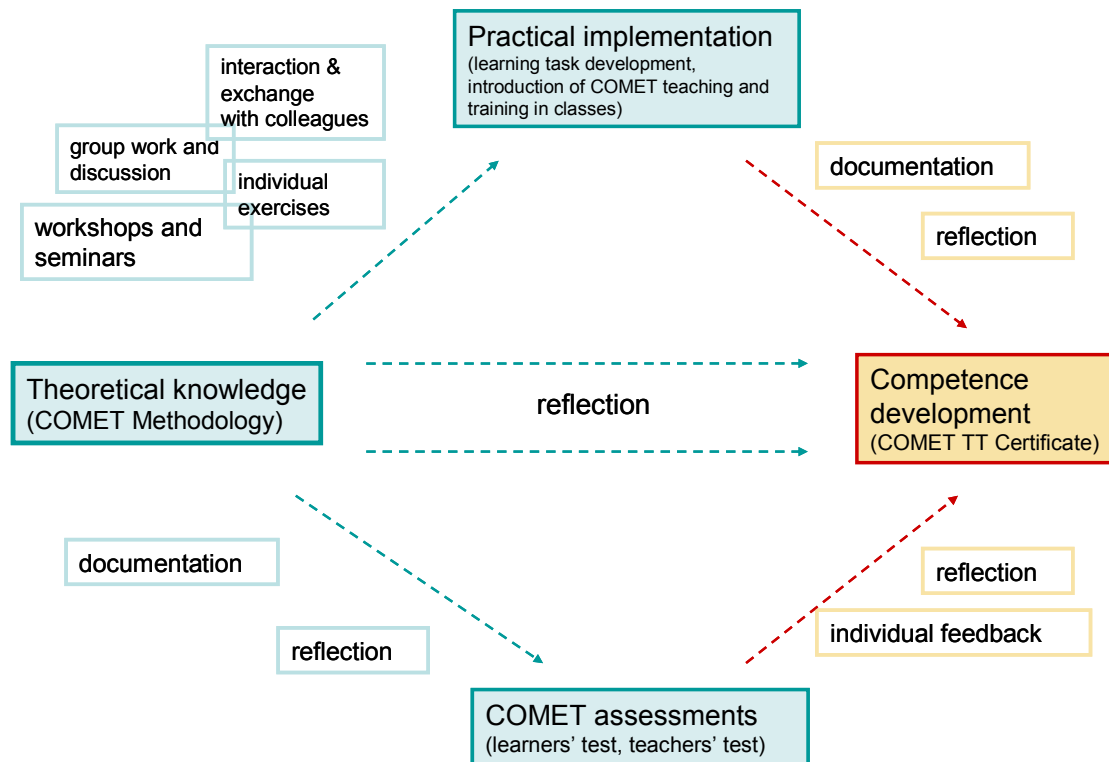 Practical implementation
(learning task development,
introduction of COMET teaching and
training in classes)
interaction &
exchange
with colleagues
group work and
discussion
individual
exercises
workshops and
seminars
documentation
reflection
Theoretical knowledge
(COMET Methodology)
reflection
Competence
development
(COMET TT Certificate)
documentation
reflection
reflection
individual feedback
COMET assessments
(learners’ test, teachers’ test)